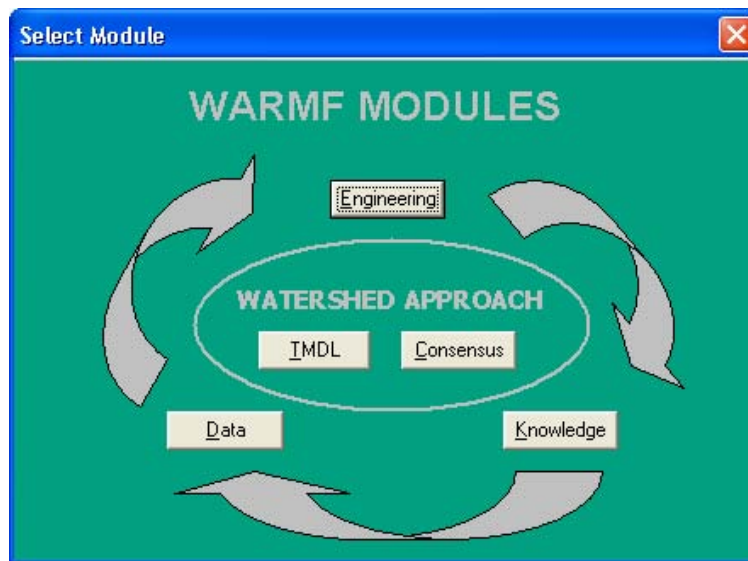 Select Module
WARMF MODULES
Engineering
WATERSHED APPROACH
TMDL Consensus
Data Knowledge